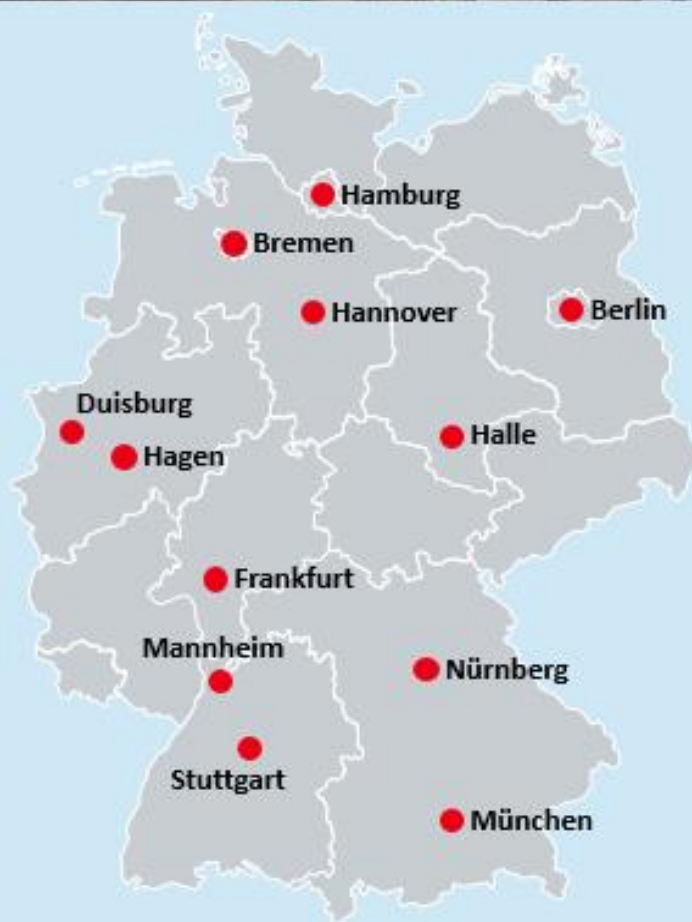 Hamburg
Bremen
Hannover
Berlin
Duisburg
Halle
Hagen
Frankfurt
Mannheim
Nürnberg
Stuttgart
München